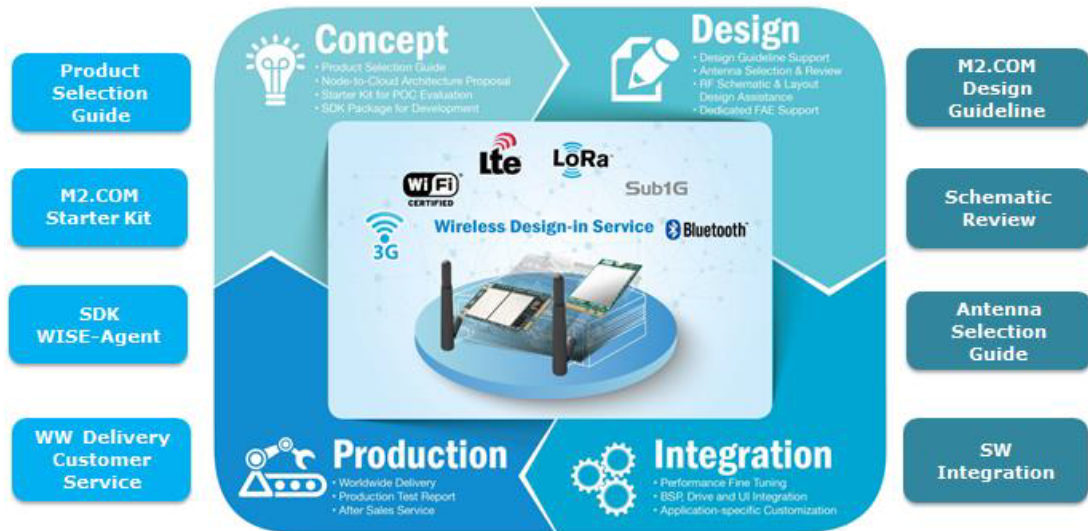 Product
Selection
Guide
M2.COM
Starter Kit
SDK
WISE-Agent
WW Delivery
Customer
Service
Concept
• Product Selection Guide
• Node-to-Cloud Architecture Proposal
• Starter Kit for POC Evaluation
• SDK Package for Development
Design
• Design Guideline Support
• Antenna Selection & Review
• RF Schematic & Layout
Design Assistance
• Dedicated FAE Support
Lte
LoRa
Wi Fi
CERTIFIED
Sub1G
3G
Wireless Design-in Service
Bluetooth
Production
• Worldwide Delivery
• Production Test Report
• After Sales Service
Integration
• Performance Fine Tuning
• BSP, Drive and UI Integration
• Application-specific Customization
M2.COM
Design
Guideline
Schematic
Review
Antenna
Selection
Guide
SW
Integration